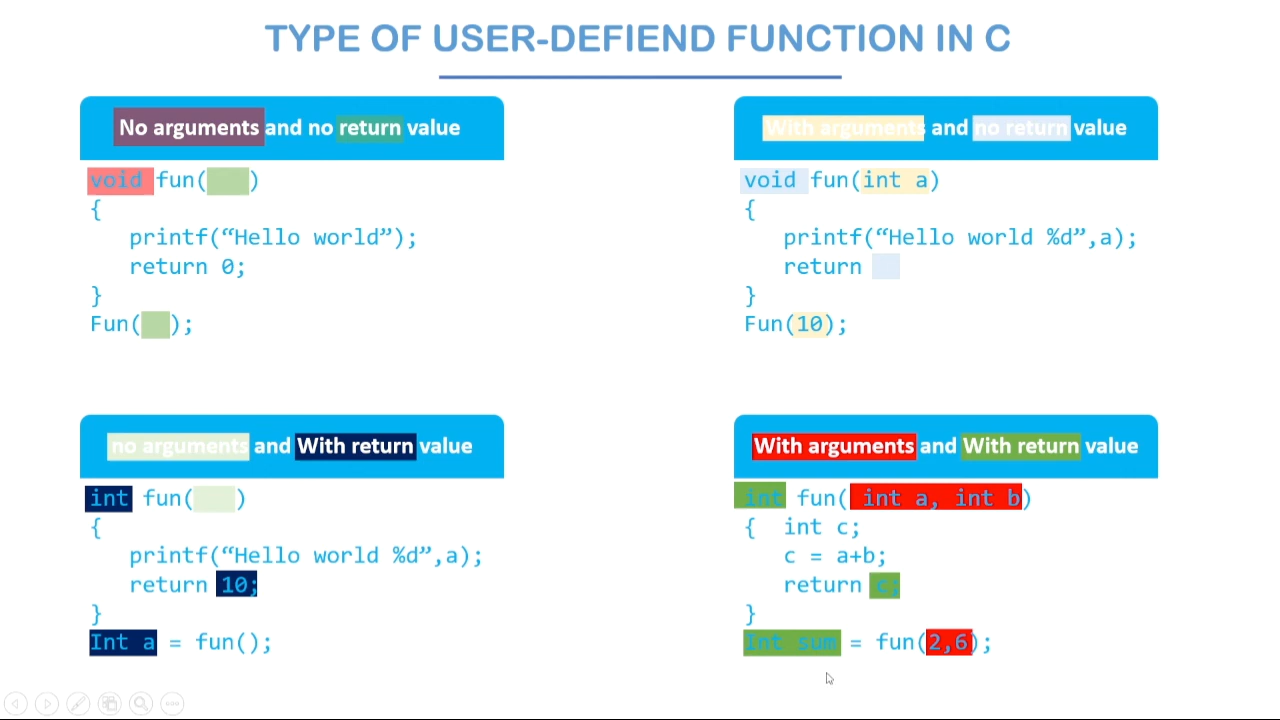 TYPE OF USER-DEFIEND FUNCTION IN C
No arguments and no return value
void fun( )
{
printf(“Hello world”);
return 0;
}
Fun( );
With arguments and no return value
void fun(int a)
{
printf(“Hello world %d”,a);
return
}
Fun(10);
no arguments and With return value
int fun( )
{
printf(“Hello world %d”,a);
return 10;
}
Int a = fun();
With arguments and With return value
int fun( int a, int b)
{ int c;
c = a+b;
return c;
}
Int sum = fun(2,6);